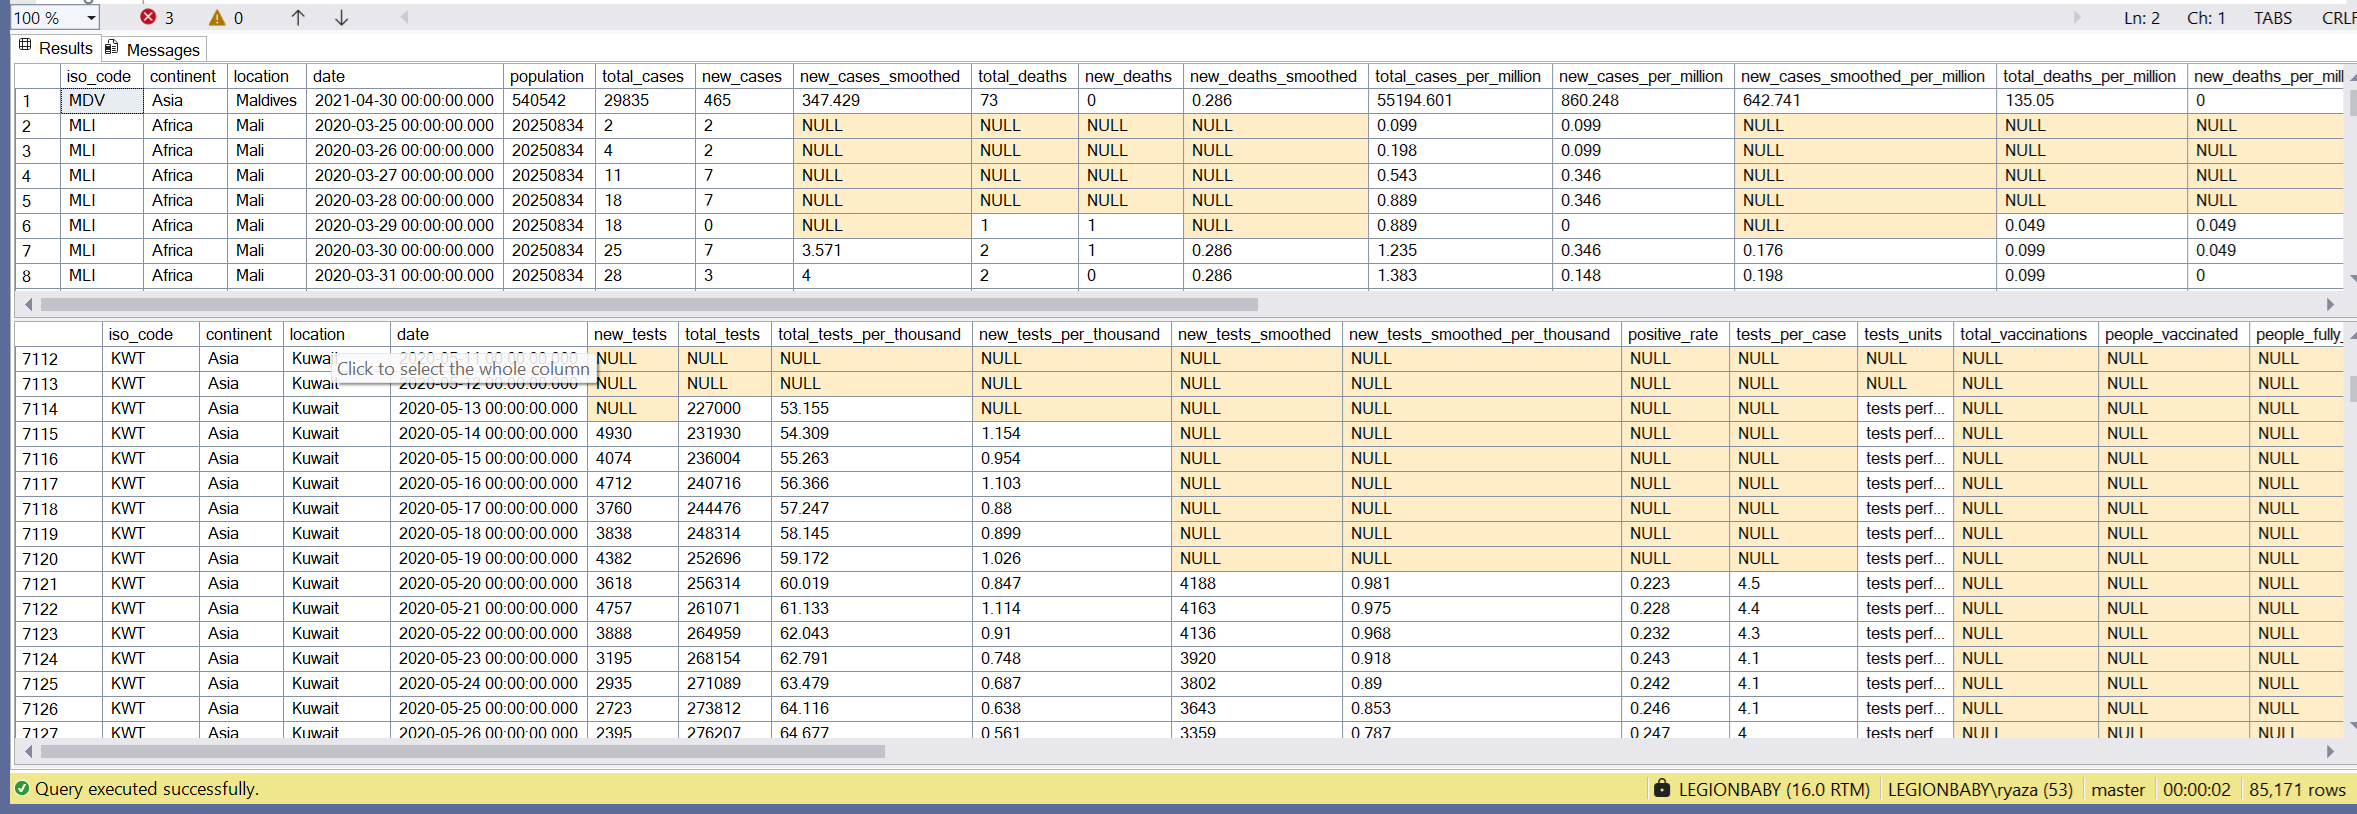 100 % 3 0 Ln: 2 Ch: 1 TABS CRLF
Results Messages
iso_code continent location date population total_cases new_cases new_cases_smoothed total_deaths new_deaths new_deaths_smoothed total_cases_per_million new_cases_per_million new_cases_smoothed_per_million total_deaths_per_million new_deaths_per_mill
1 MDV Asia Maldives 2021-04-30 00:00:00.000 540542 29835 465 347.429 73 0 0.286 55194.601 860.248 642.741 135.05 0
2 MLI Africa Mali 2020-03-25 00:00:00.000 20250834 2 2 NULL NULL NULL NULL 0.099 0.099 NULL NULL NULL
3 MLI Africa Mali 2020-03-26 00:00:00.000 20250834 4 2 NULL NULL NULL NULL 0.198 0.099 NULL NULL NULL
4 MLI Africa Mali 2020-03-27 00:00:00.000 20250834 11 7 NULL NULL NULL NULL 0.543 0.346 NULL NULL NULL
5 MLI Africa Mali 2020-03-28 00:00:00.000 20250834 18 7 NULL NULL NULL NULL 0.889 0.346 NULL NULL NULL
6 MLI Africa Mali 2020-03-29 00:00:00.000 20250834 18 0 NULL 1 1 NULL 0.889 0 NULL 0.049 0.049
7 MLI Africa Mali 2020-03-30 00:00:00.000 20250834 25 7 3.571 2 1 0.286 1.235 0.346 0.176 0.099 0.049
8 MLI Africa Mali 2020-03-31 00:00:00.000 20250834 28 3 4 2 0 0.286 1.383 0.148 0.198 0.099 0
iso_code continent location date new_tests total_tests total_tests_per_thousand new_tests_per_thousand new_tests_smoothed new_tests_smoothed_per_thousand positive_rate tests_per_case tests_units total_vaccinations people_vaccinated people_fully_
7112 KWT Asia Kuwait 2020-05-11 00:00:00.000 NULL NULL NULL NULL NULL NULL NULL NULL NULL NULL NULL NULL
Click to select the whole column
7113 KWT Asia Kuwait 2020-05-12 00:00:00.000 NULL NULL NULL NULL NULL NULL NULL NULL NULL NULL NULL NULL
7114 KWT Asia Kuwait 2020-05-13 00:00:00.000 NULL 227000 53.155 NULL NULL NULL NULL NULL tests perf... NULL NULL NULL
7115 KWT Asia Kuwait 2020-05-14 00:00:00.000 4930 231930 54.309 1.154 NULL NULL NULL NULL tests perf... NULL NULL NULL
7116 KWT Asia Kuwait 2020-05-15 00:00:00.000 4074 236004 55.263 0.954 NULL NULL NULL NULL tests perf... NULL NULL NULL
7117 KWT Asia Kuwait 2020-05-16 00:00:00.000 4712 240716 56.366 1.103 NULL NULL NULL NULL tests perf... NULL NULL NULL
7118 KWT Asia Kuwait 2020-05-17 00:00:00.000 3760 244476 57.247 0.88 NULL NULL NULL NULL tests perf... NULL NULL NULL
7119 KWT Asia Kuwait 2020-05-18 00:00:00.000 3838 248314 58.145 0.899 NULL NULL NULL NULL tests perf... NULL NULL NULL
7120 KWT Asia Kuwait 2020-05-19 00:00:00.000 4382 252696 59.172 1.026 NULL NULL NULL NULL tests perf... NULL NULL NULL
7121 KWT Asia Kuwait 2020-05-20 00:00:00.000 3618 256314 60.019 0.847 4188 0.981 0.223 4.5 tests perf... NULL NULL NULL
7122 KWT Asia Kuwait 2020-05-21 00:00:00.000 4757 261071 61.133 1.114 4163 0.975 0.228 4.4 tests perf... NULL NULL NULL
7123 KWT Asia Kuwait 2020-05-22 00:00:00.000 3888 264959 62.043 0.91 4136 0.968 0.232 4.3 tests perf... NULL NULL NULL
7124 KWT Asia Kuwait 2020-05-23 00:00:00.000 3195 268154 62.791 0.748 3920 0.918 0.243 4.1 tests perf... NULL NULL NULL
7125 KWT Asia Kuwait 2020-05-24 00:00:00.000 2935 271089 63.479 0.687 3802 0.89 0.242 4.1 tests perf... NULL NULL NULL
7126 KWT Asia Kuwait 2020-05-25 00:00:00.000 2723 273812 64.116 0.638 3643 0.853 0.246 4.1 tests perf... NULL NULL NULL
7127 KWT Asia Kuwait 2020-05-26 00:00:00.000 2395 276207 64.677 0.561 3359 0.787 0.247 4 tests perf NULL NULL NULL
Query executed successfully. LEGIONBABY (16.0 RTM) LEGIONBABY\ryaza (53) master 00:00:02 85,171 rows